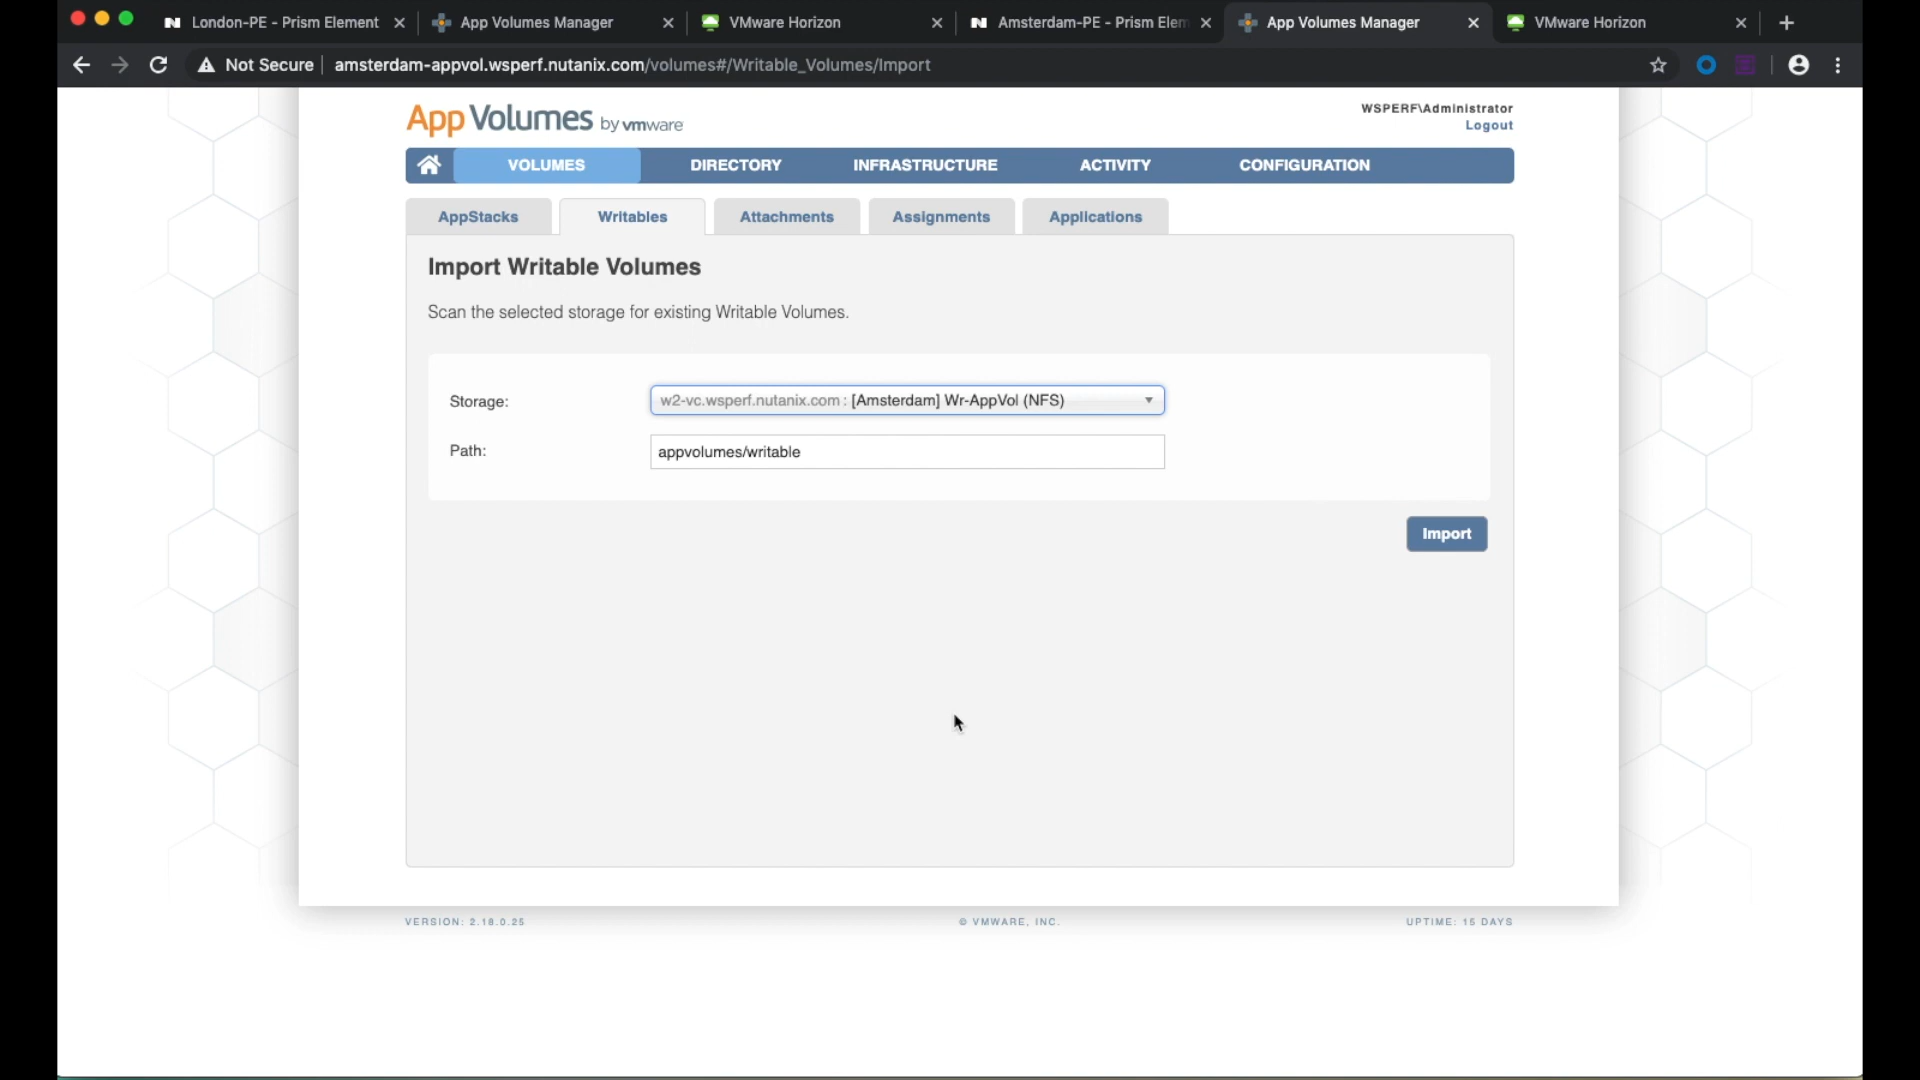 London-PE - Prism Element
App Volumes Manager
VMware Horizon
Amsterdam-PE - Prism Elem
App Volumes Manager
VMware Horizon
Not Secure
amsterdam-appvol.wsperf.nutanix.com/volumes#/Writable_Volumes/Import
App Volumes by vmware
WSPERF\Administrator
Logout
VOLUMES
DIRECTORY
INFRASTRUCTURE
ACTIVITY
CONFIGURATION
AppStacks
Writables
Attachments
Assignments
Applications
Import Writable Volumes
Scan the selected storage for existing Writable Volumes.
Storage:
w2-vc.wsperf.nutanix.com : [Amsterdam] Wr-AppVol (NFS)
Path:
appvolumes/writable
Import
VERSION: 2.18.0.25
© VMWARE, INC.
UPTIME: 15 DAYS